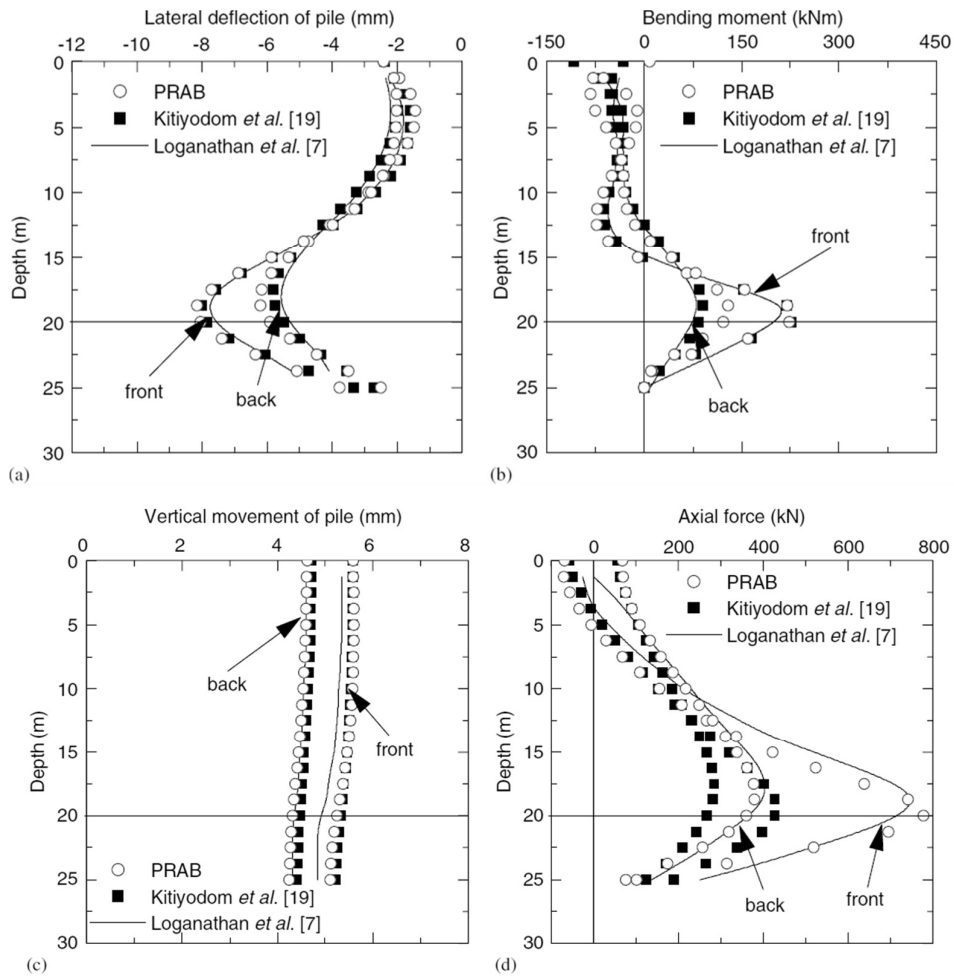 Lateral deflection of pile (mm)
-12 -10 -8 -6 -4 -2 0
0
5
10
15
20
25
30
Depth (m)
PRAB
Kitiyodom et al. [19]
Loganathan et al. [7]
front
back
(a)
Bending moment (kNm)
-150 0 150 300 450
0
5
10
15
20
25
30
Depth (m)
PRAB
Kitiyodom et al. [19]
Loganathan et al. [7]
front
back
(b)
Vertical movement of pile (mm)
0 2 4 6 8
0
5
10
15
20
25
30
Depth (m)
back
front
PRAB
Kitiyodom et al. [19]
Loganathan et al. [7]
(c)
Axial force (kN)
0 200 400 600 800
0
5
10
15
20
25
30
Depth (m)
PRAB
Kitiyodom et al. [19]
Loganathan et al. [7]
back
front
(d)